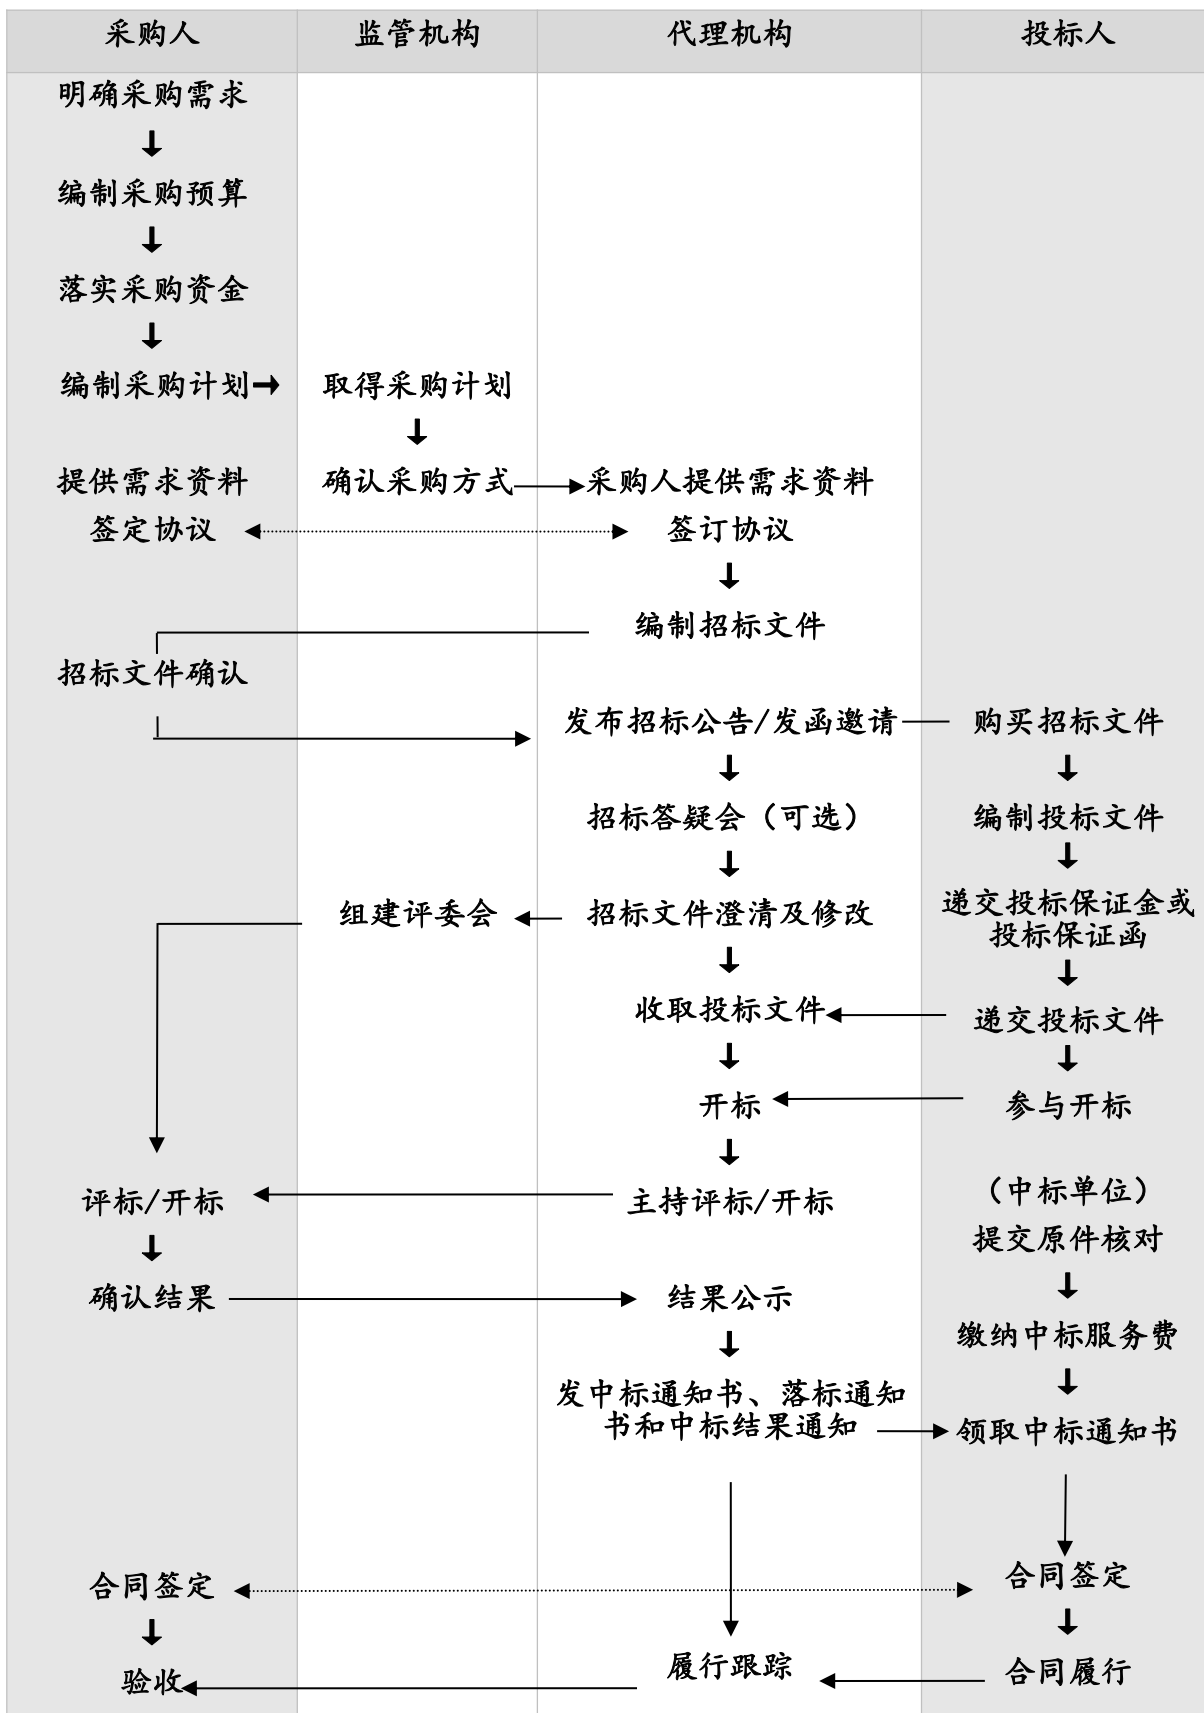 采购人 监管机构 代理机构 投标人
明确采购需求
编制采购预算
落实采购资金
编制采购计划 取得采购计划
提供需求资料 确认采购方式 采购人提供需求资料
签定协议 签订协议
编制招标文件
招标文件确认
发布招标公告/发函邀请 购买招标文件
招标答疑会（可选） 编制投标文件
组建评委会 招标文件澄清及修改 递交投标保证金或
投标保证函
收取投标文件 递交投标文件
开标 参与开标
评标/开标 主持评标/开标 （中标单位）
提交原件核对
确认结果 结果公示
缴纳中标服务费
发中标通知书、落标通知
书和中标结果通知 领取中标通知书
合同签定 合同签定
验收 履行跟踪 合同履行